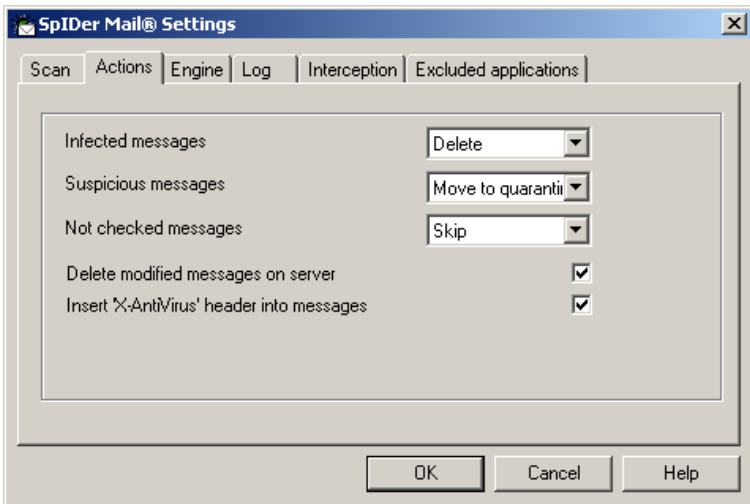 SpIDer Mail® Settings
Scan Actions Engine Log Interception Excluded applications
Infected messages Delete
Suspicious messages Move to quaranti
Not checked messages Skip
Delete modified messages on server
Insert 'X-AntiVirus' header into messages
OK Cancel Help